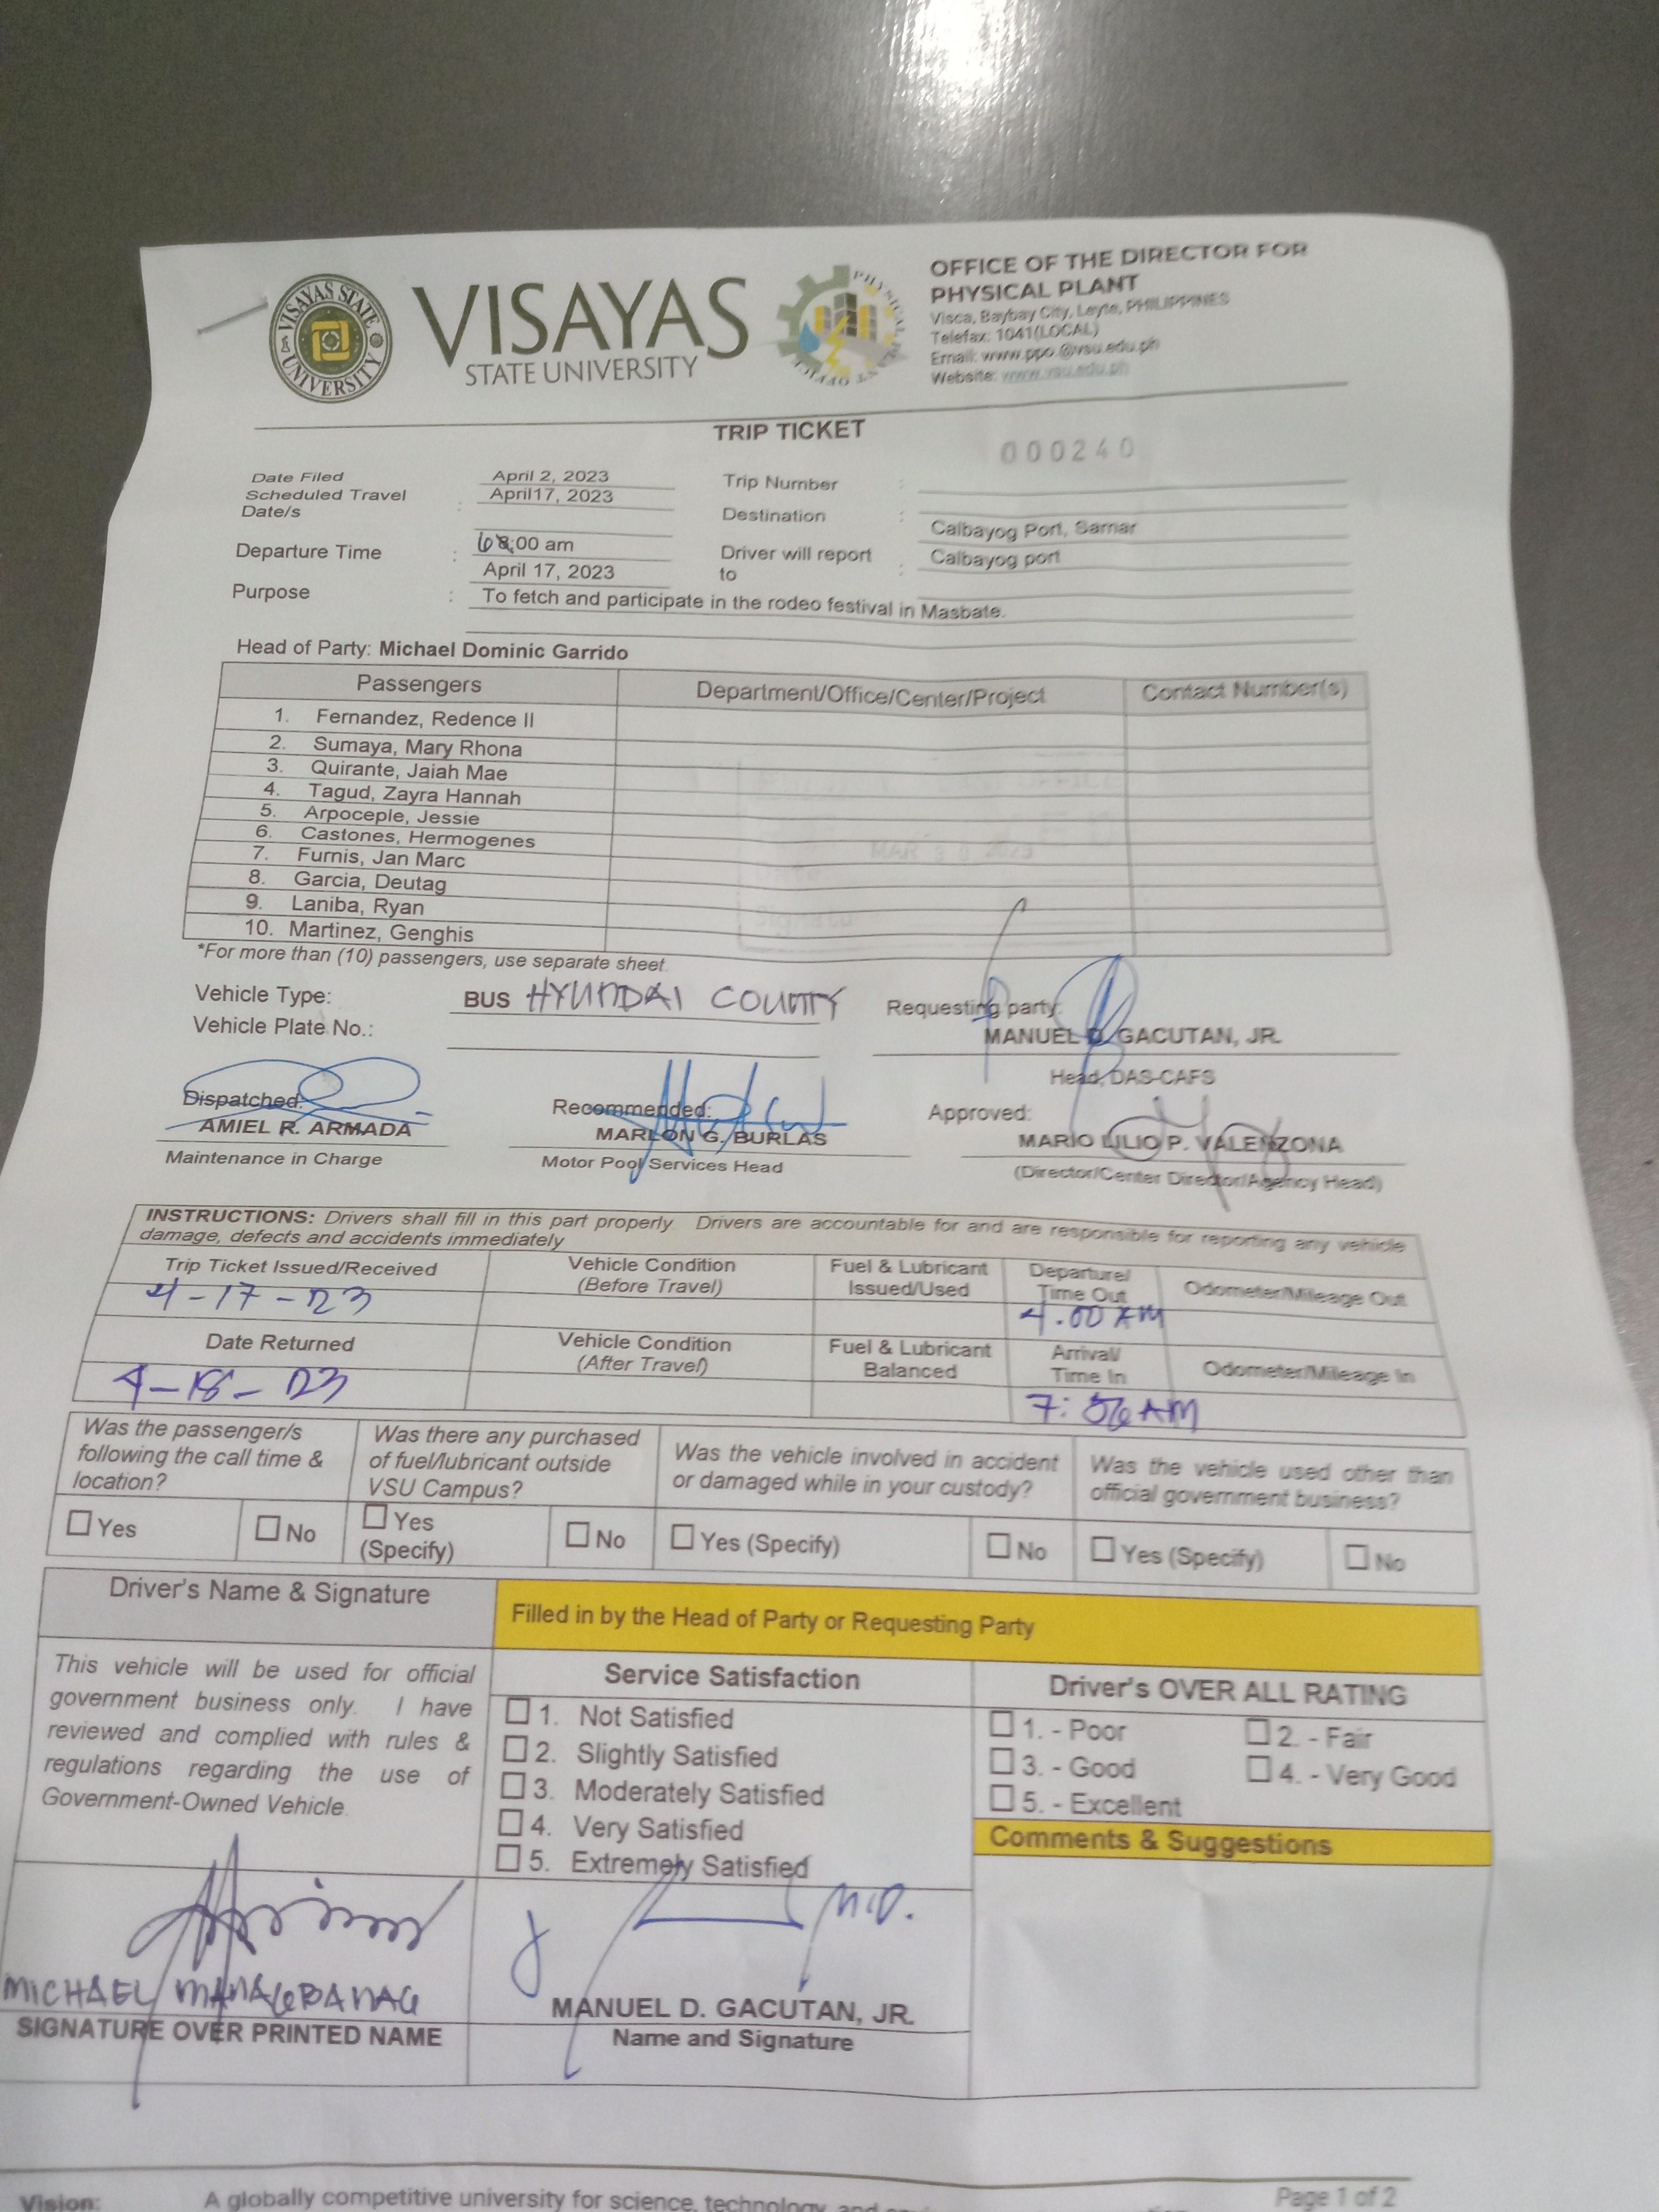 VISAYAS STATE UNIVERSITY
VISAYAS
STATE UNIVERSITY
OFFICE OF THE DIRECTOR FOR
PHYSICAL PLANT
Visca, Baybay City, Leyte, PHILIPPINES
Telefax: 1041(LOCAL)
Email: www.ppo.@vsu.edu.ph
Website: www.vsu.edu.ph
TRIP TICKET
000240
Date Filed April 2, 2023
Trip Number :
Scheduled Travel Date/s : April17, 2023
Destination : Calbayog Port, Samar
Departure Time : :00 am
April 17, 2023
Driver will report to : Calbayog port
Purpose : To fetch and participate in the rodeo festival in Masbate.
Head of Party: Michael Dominic Garrido
Passengers Department/Office/Center/Project Contact Number(s)
1. Fernandez, Redence II
2. Sumaya, Mary Rhona
3. Quirante, Jaiah Mae
4. Tagud, Zayra Hannah
5. Arpoceple, Jessie
6. Castones, Hermogenes
7. Furnis, Jan Marc
8. Garcia, Deutag
9. Laniba, Ryan
10. Martinez, Genghis
*For more than (10) passengers, use separate sheet.
Vehicle Type: BUS HYUNDAI COUNTY
Requesting party:
Vehicle Plate No.:
MANUEL D. GACUTAN, JR.
Head, DAS-CAFS
Dispatched: Recommended: Approved:
AMIEL R. ARMADA MARLON G. BURLAS MARIO LILIO P. VALENZONA
Maintenance in Charge Motor Pool Services Head (Director/Center Director/Agency Head)
INSTRUCTIONS: Drivers shall fill in this part properly. Drivers are accountable for and are responsible for reporting any vehicle
damage, defects and accidents immediately
Trip Ticket Issued/Received Vehicle Condition (Before Travel) Fuel & Lubricant Issued/Used Departure/ Time Out Odometer/Mileage Out
4-17-23 4.00 AM
Date Returned Vehicle Condition (After Travel) Fuel & Lubricant Balanced Arrival/ Time In Odometer/Mileage In
4-18-23 7:56 AM
Was the passenger/s following the call time & location?
Was there any purchased of fuel/lubricant outside VSU Campus?
Was the vehicle involved in accident or damaged while in your custody?
Was the vehicle used other than official government business?
Yes No Yes (Specify) No Yes (Specify) No Yes (Specify) No
Driver's Name & Signature
Filled in by the Head of Party or Requesting Party
This vehicle will be used for official
government business only. I have
reviewed and complied with rules &
regulations regarding the use of
Government-Owned Vehicle.
Service Satisfaction
1. Not Satisfied
2. Slightly Satisfied
3. Moderately Satisfied
4. Very Satisfied
5. Extremely Satisfied
Driver's OVER ALL RATING
1. - Poor 2. - Fair
3. - Good 4. - Very Good
5. - Excellent
Comments & Suggestions
MICHAEL MANAGBANAG
SIGNATURE OVER PRINTED NAME
MANUEL D. GACUTAN, JR.
Name and Signature
Page 1 of 2
Vision: A globally competitive university for science, technology, and